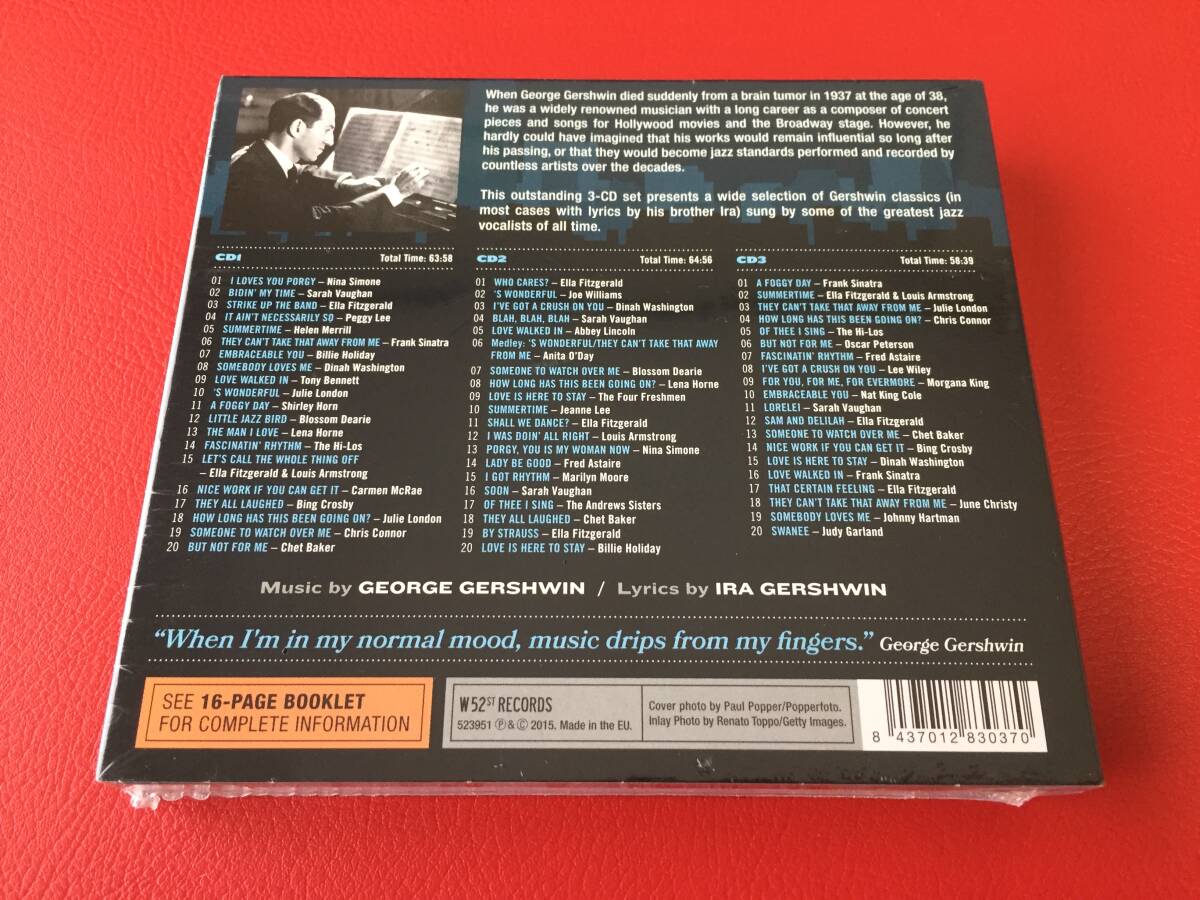 When George Gershwin died suddenly from a brain tumor in 1937 at the age of 38,
he was a widely renowned musician with a long career as a composer of concert
pieces and songs for Hollywood movies and the Broadway stage. However, he
hardly could have imagined that his works would remain influential so long after
his passing, or that they would become jazz standards performed and recorded by
countless artists over the decades.
This outstanding 3-CD set presents a wide selection of Gershwin classics (in
most cases with lyrics by his brother Ira) sung by some of the greatest jazz
vocalists of all time.
CD1 Total Time: 63:58
01 I LOVES YOU PORGY – Nina Simone
02 BIDIN' MY TIME – Sarah Vaughan
03 STRIKE UP THE BAND – Ella Fitzgerald
04 IT AIN'T NECESSARILY SO – Peggy Lee
05 SUMMERTIME – Helen Merrill
06 THEY CAN'T TAKE THAT AWAY FROM ME – Frank Sinatra
07 EMBRACEABLE YOU – Billie Holiday
08 SOMEBODY LOVES ME – Dinah Washington
09 LOVE WALKED IN – Tony Bennett
10 'S WONDERFUL – Julie London
11 A FOGGY DAY – Shirley Horn
12 LITTLE JAZZ BIRD – Blossom Dearie
13 THE MAN I LOVE – Lena Horne
14 FASCINATIN' RHYTHM – The Hi-Los
15 LET'S CALL THE WHOLE THING OFF
– Ella Fitzgerald & Louis Armstrong
16 NICE WORK IF YOU CAN GET IT – Carmen McRae
17 THEY ALL LAUGHED – Bing Crosby
18 HOW LONG HAS THIS BEEN GOING ON? – Julie London
19 SOMEONE TO WATCH OVER ME – Chris Connor
20 BUT NOT FOR ME – Chet Baker
CD2 Total Time: 64:56
01 WHO CARES? – Ella Fitzgerald
02 'S WONDERFUL – Joe Williams
03 I'VE GOT A CRUSH ON YOU – Dinah Washington
04 BLAH, BLAH, BLAH – Sarah Vaughan
05 LOVE WALKED IN – Abbey Lincoln
06 Medley: 'S WONDERFUL/THEY CAN'T TAKE THAT AWAY
FROM ME – Anita O'Day
07 SOMEONE TO WATCH OVER ME – Blossom Dearie
08 HOW LONG HAS THIS BEEN GOING ON? – Lena Horne
09 LOVE IS HERE TO STAY – The Four Freshmen
10 SUMMERTIME – Jeanne Lee
11 SHALL WE DANCE? – Ella Fitzgerald
12 I WAS DOIN' ALL RIGHT – Louis Armstrong
13 PORGY, YOU IS MY WOMAN NOW – Nina Simone
14 LADY BE GOOD – Fred Astaire
15 I GOT RHYTHM – Marilyn Moore
16 SOON – Sarah Vaughan
17 OF THEE I SING – The Andrews Sisters
18 THEY ALL LAUGHED – Chet Baker
19 BY STRAUSS – Ella Fitzgerald
20 LOVE IS HERE TO STAY – Billie Holiday
CD3 Total Time: 58:39
01 A FOGGY DAY – Frank Sinatra
02 SUMMERTIME – Ella Fitzgerald & Louis Armstrong
03 THEY CAN'T TAKE THAT AWAY FROM ME – Julie London
04 HOW LONG HAS THIS BEEN GOING ON? – Chris Connor
05 OF THEE I SING – The Hi-Los
06 BUT NOT FOR ME – Oscar Peterson
07 FASCINATIN' RHYTHM – Fred Astaire
08 I'VE GOT A CRUSH ON YOU – Lee Wiley
09 FOR YOU, FOR ME, FOR EVERMORE – Morgana King
10 EMBRACEABLE YOU – Nat King Cole
11 LORELEI – Sarah Vaughan
12 SAM AND DELILAH – Ella Fitzgerald
13 SOMEONE TO WATCH OVER ME – Chet Baker
14 NICE WORK IF YOU CAN GET IT – Bing Crosby
15 LOVE IS HERE TO STAY – Dinah Washington
16 LOVE WALKED IN – Frank Sinatra
17 THAT CERTAIN FEELING – Ella Fitzgerald
18 THEY CAN'T TAKE THAT AWAY FROM ME – June Christy
19 SOMEBODY LOVES ME – Johnny Hartman
20 SWANEE – Judy Garland
Music by GEORGE GERSHWIN / Lyrics by IRA GERSHWIN
“When I'm in my normal mood, music drips from my fingers.” George Gershwin
SEE 16-PAGE BOOKLET
FOR COMPLETE INFORMATION
W 52ST RECORDS
523951 Ⓟ & © 2015. Made in the EU.
Cover photo by Paul Popper/Popperfoto.
Inlay Photo by Renato Toppo/Getty Images.
8 437012 830370